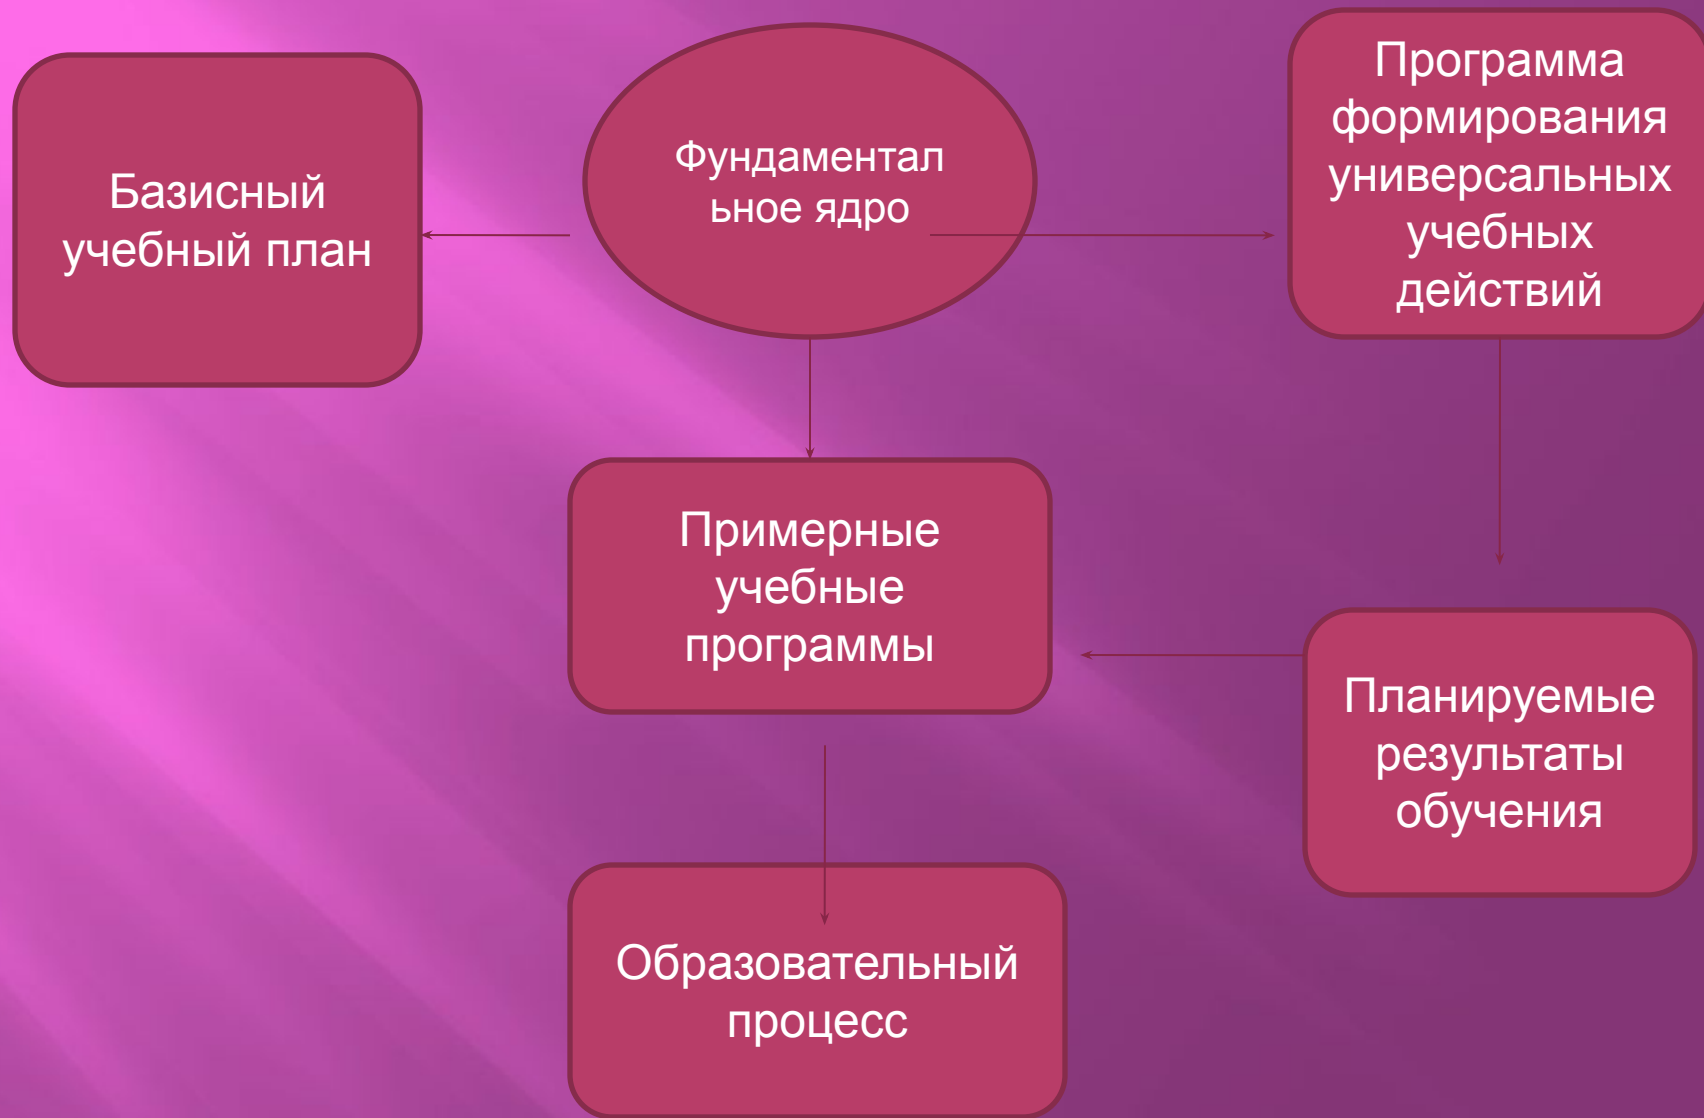 Базисный
учебный план
Фундаментал
ьное ядро
Программа
формирования
универсальных
учебных
действий
Примерные
учебные
программы
Планируемые
результаты
обучения
Образовательный
процесс